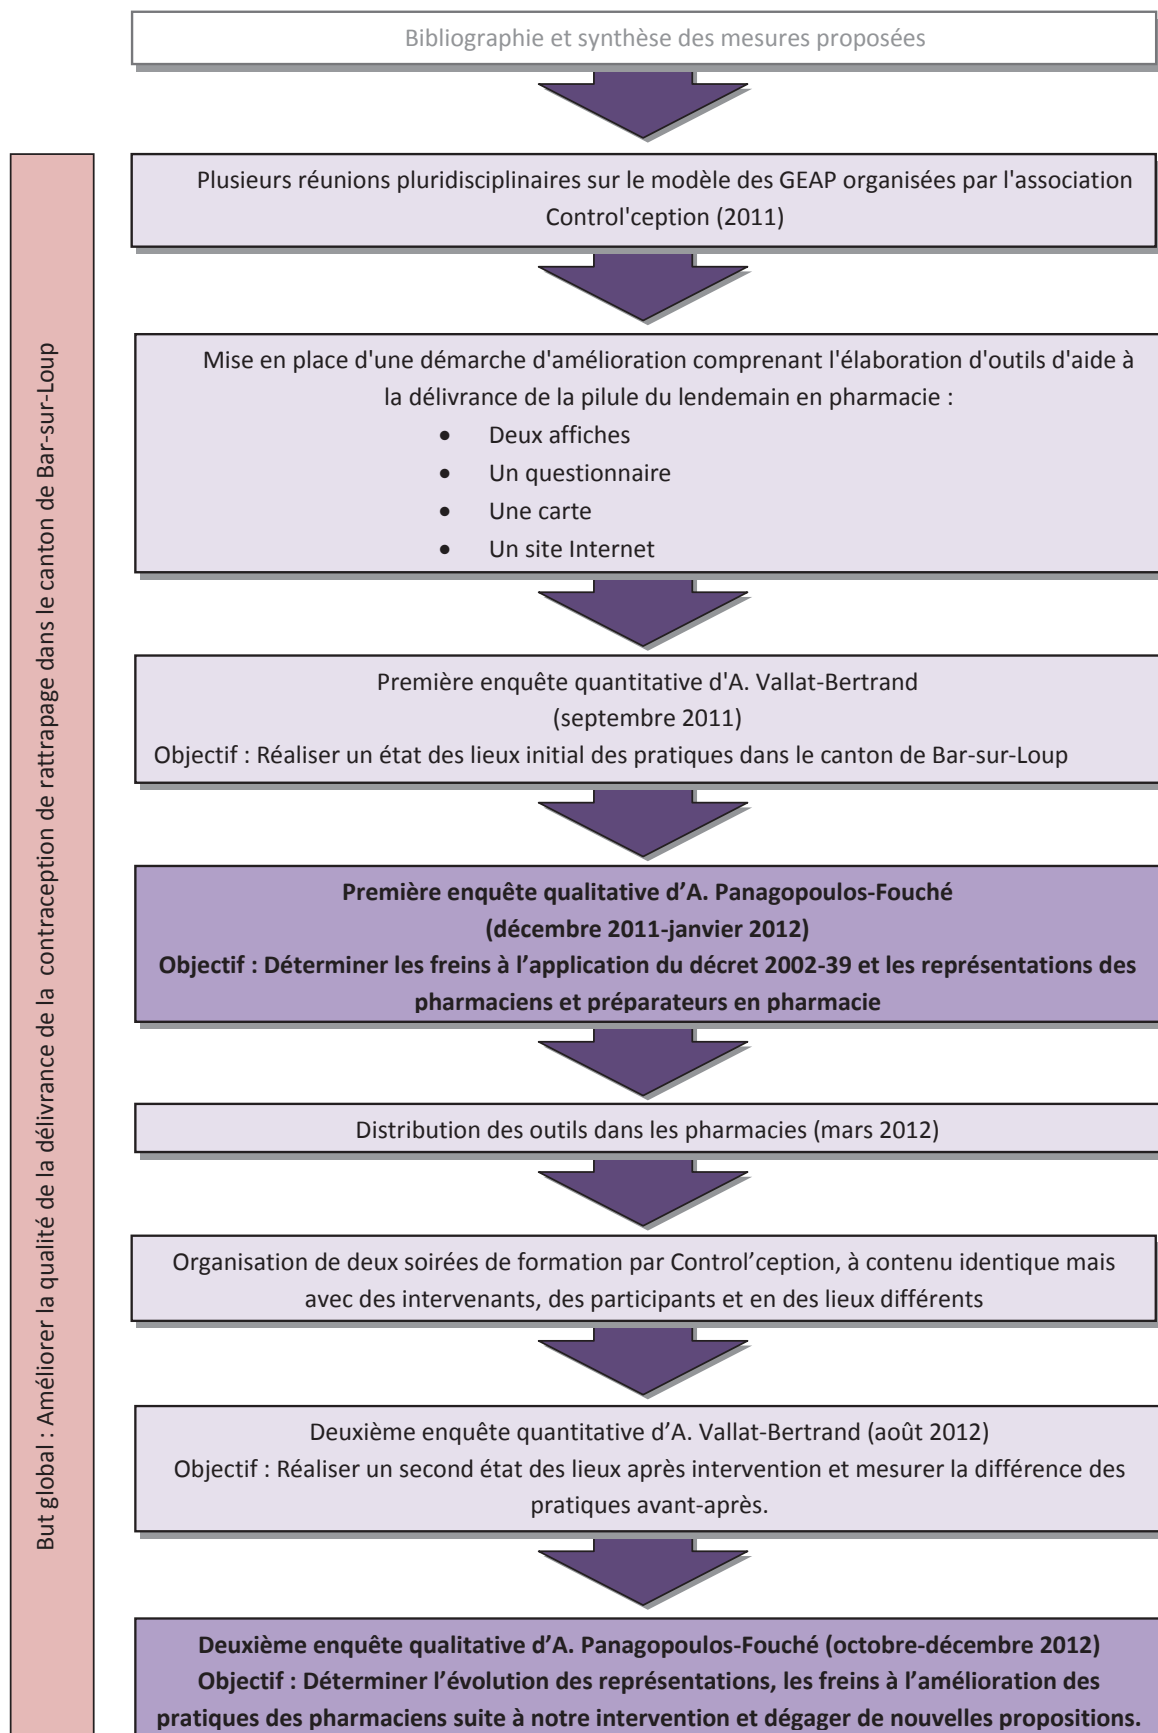 Bibliographie et synthèse des mesures proposées
But global : Améliorer la qualité de la délivrance de la contraception de rattrapage dans le canton de Bar-sur-Loup
Plusieurs réunions pluridisciplinaires sur le modèle des GEAP organisées par l'association
Control'ception (2011)
Mise en place d'une démarche d'amélioration comprenant l'élaboration d'outils d'aide à
la délivrance de la pilule du lendemain en pharmacie :
• Deux affiches
• Un questionnaire
• Une carte
• Un site Internet
Première enquête quantitative d'A. Vallat-Bertrand
(septembre 2011)
Objectif : Réaliser un état des lieux initial des pratiques dans le canton de Bar-sur-Loup
Première enquête qualitative d’A. Panagopoulos-Fouché
(décembre 2011-janvier 2012)
Objectif : Déterminer les freins à l’application du décret 2002-39 et les représentations des
pharmaciens et préparateurs en pharmacie
Distribution des outils dans les pharmacies (mars 2012)
Organisation de deux soirées de formation par Control’ception, à contenu identique mais
avec des intervenants, des participants et en des lieux différents
Deuxième enquête quantitative d’A. Vallat-Bertrand (août 2012)
Objectif : Réaliser un second état des lieux après intervention et mesurer la différence des
pratiques avant-après.
Deuxième enquête qualitative d’A. Panagopoulos-Fouché (octobre-décembre 2012)
Objectif : Déterminer l’évolution des représentations, les freins à l’amélioration des
pratiques des pharmaciens suite à notre intervention et dégager de nouvelles propositions.